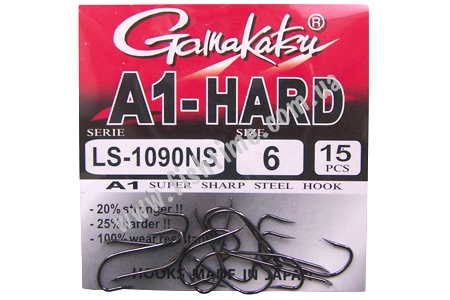 Gamakatsu®
A1-HARD
SERIE SIZE
LS-1090NS 6 15 PCS
A1 SUPER SHARP STEEL HOOK
- 20% stronger !!
- 25% harder !!
- 100% wear resistant
HOOKS MADE IN JAPAN